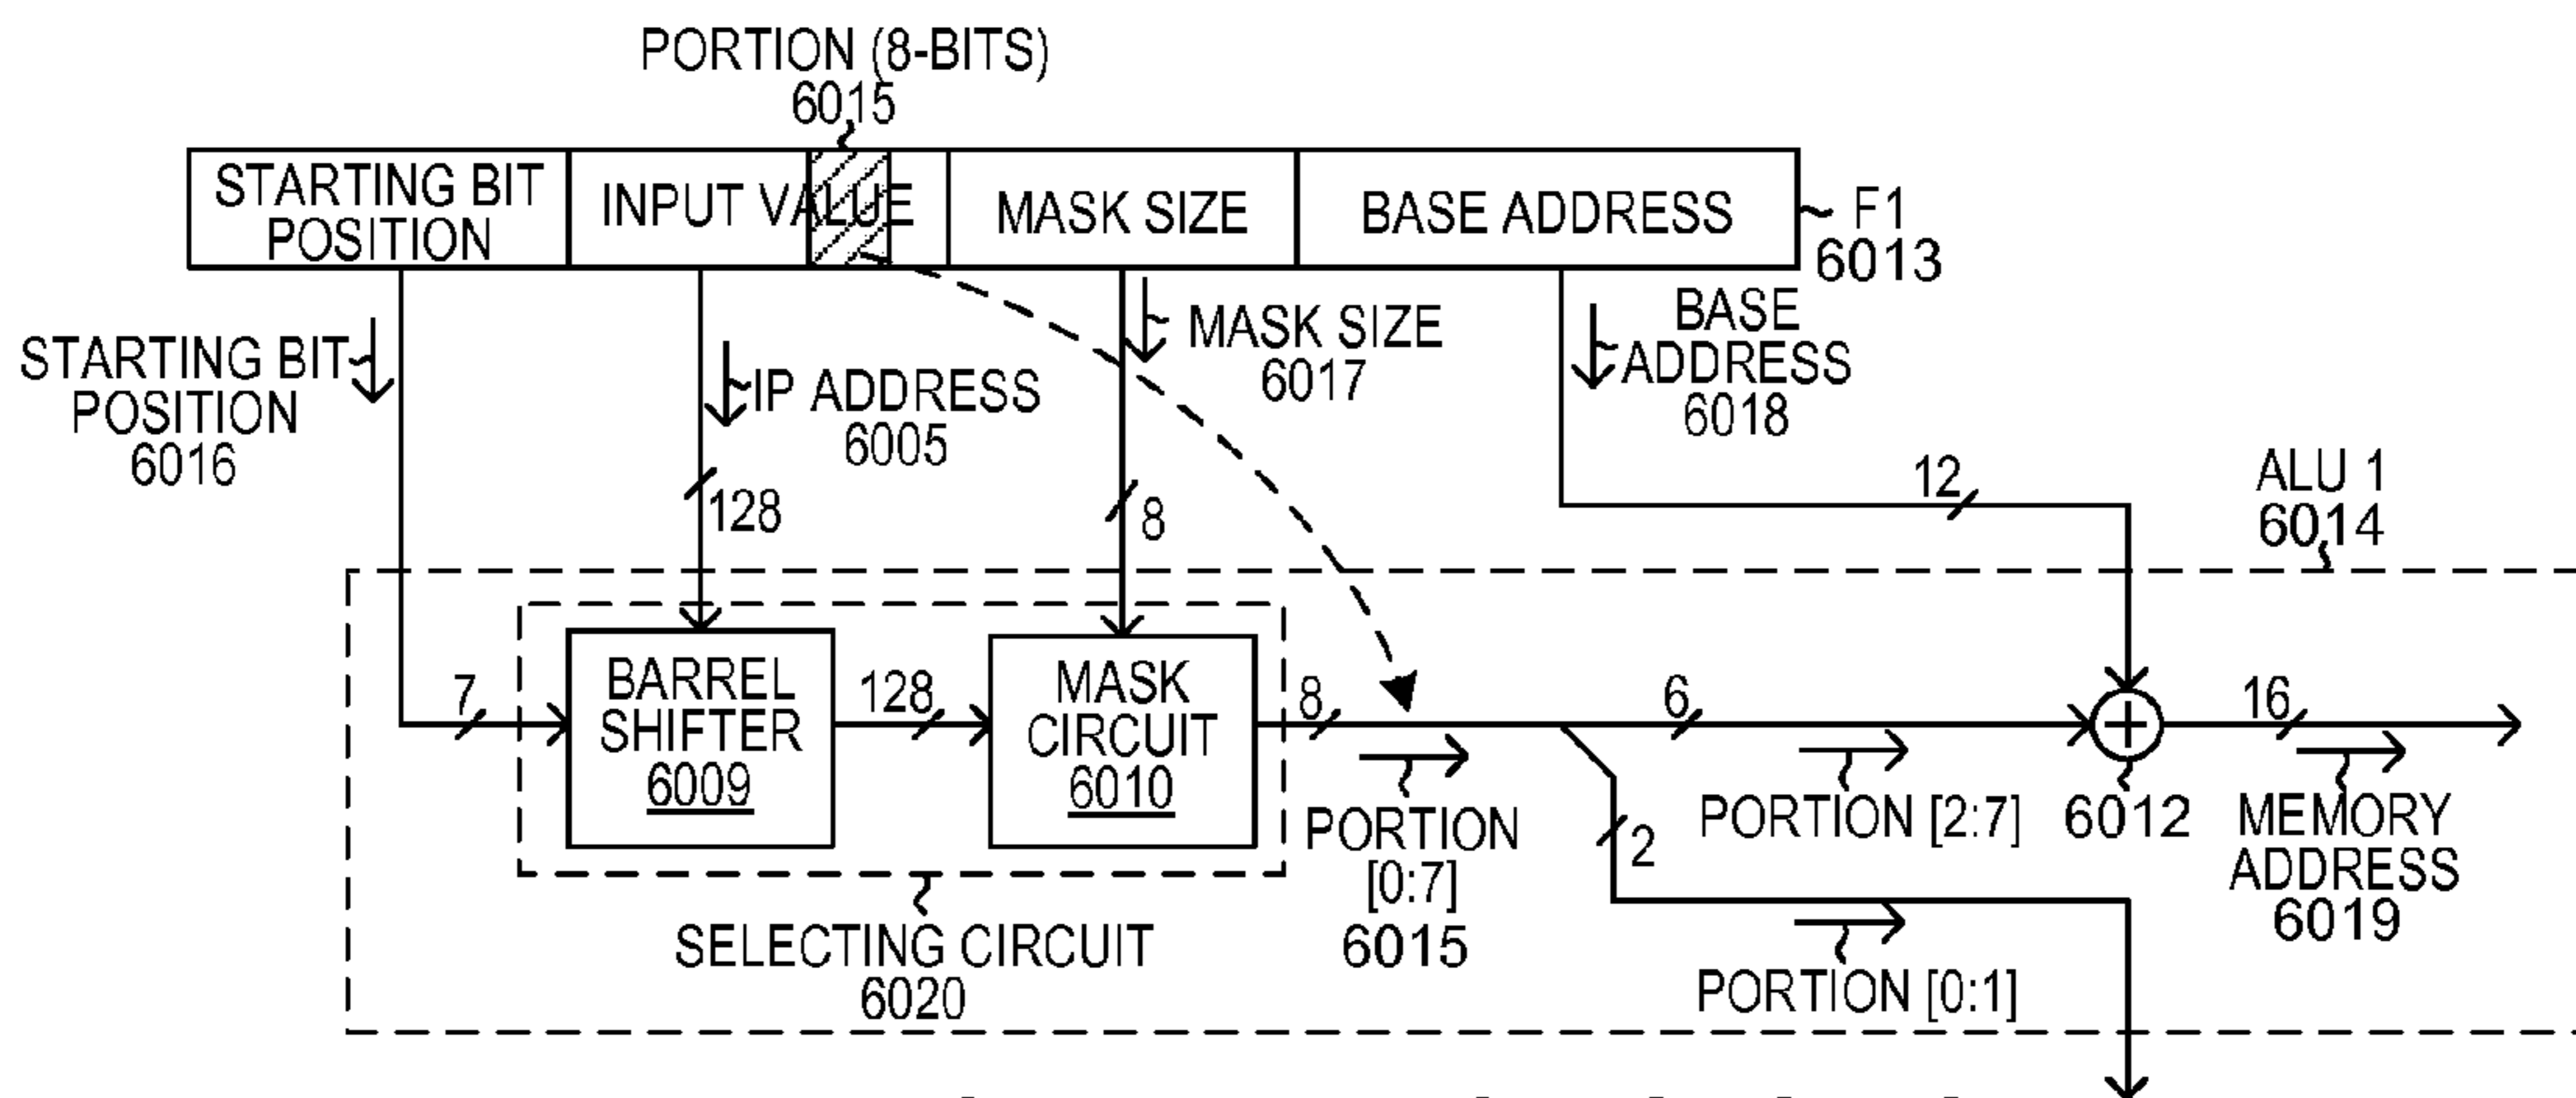 PORTION (8-BITS)
6015
STARTING BIT
POSITION
INPUT VALUE
MASK SIZE
BASE ADDRESS
F1
6013
STARTING BIT
POSITION
6016
IP ADDRESS
6005
MASK SIZE
6017
BASE
ADDRESS
6018
128
8
12
ALU 1
6014
7
BARREL
SHIFTER
6009
128
MASK
CIRCUIT
6010
8
6
16
PORTION
[0:7]
6015
2
PORTION [2:7]
6012
MEMORY
ADDRESS
6019
SELECTING CIRCUIT
6020
PORTION [0:1]